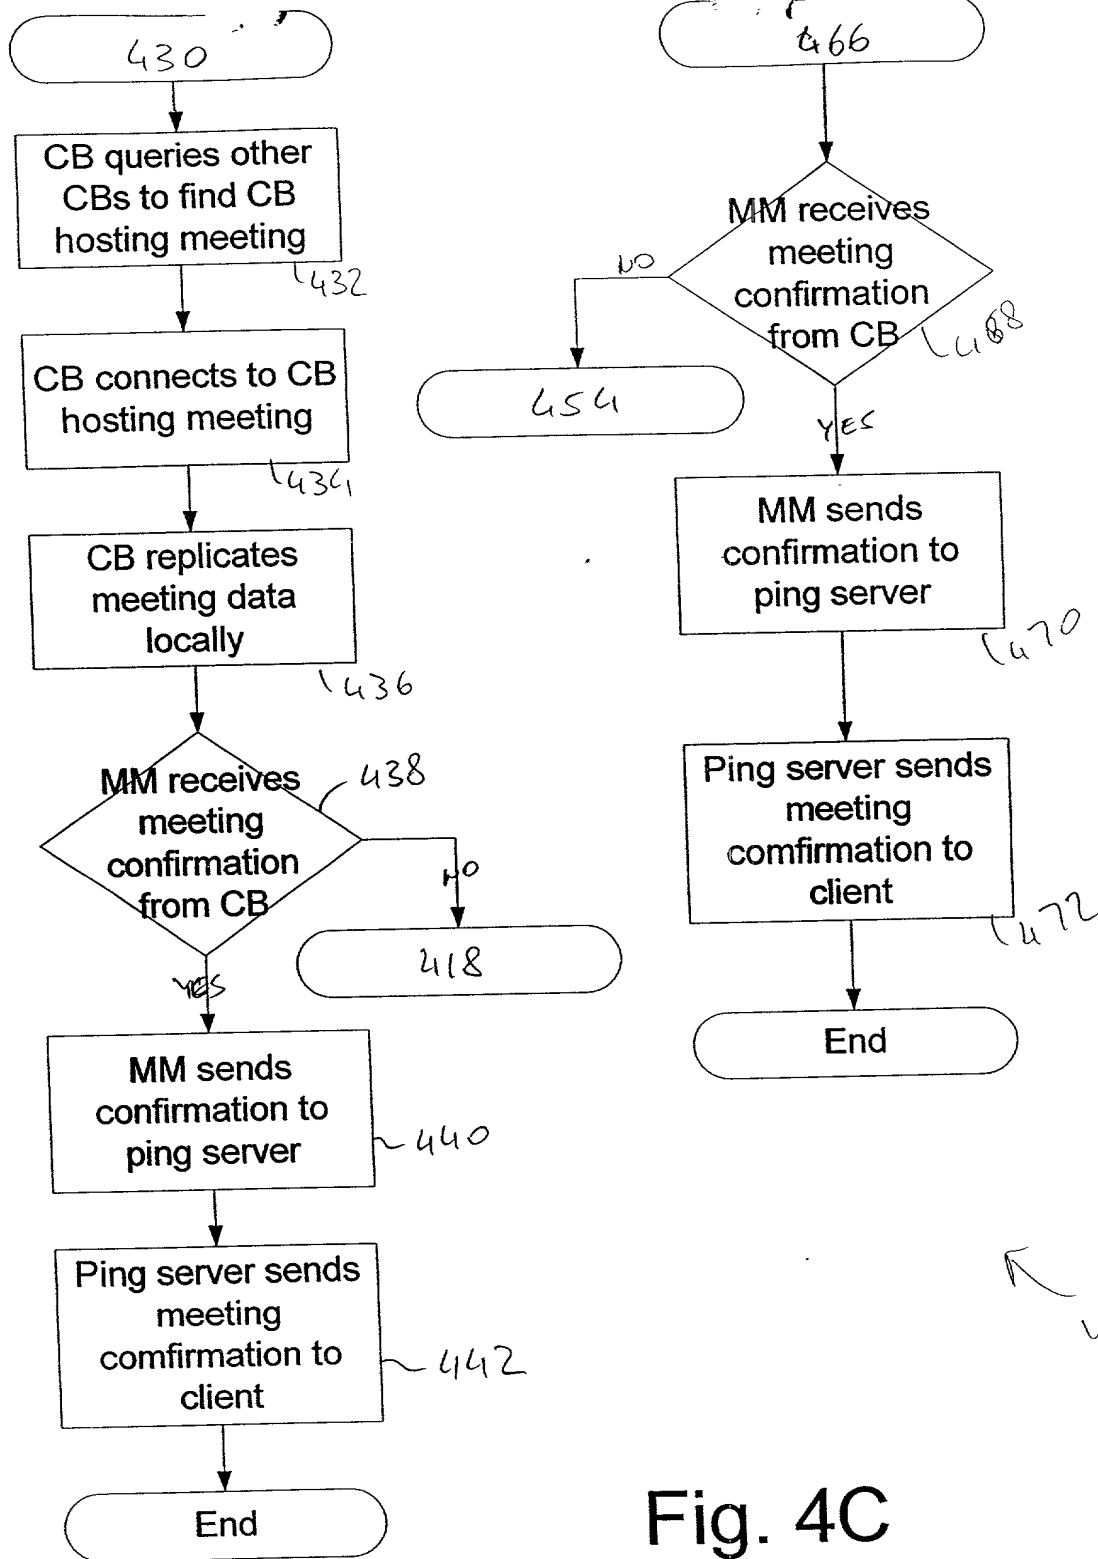 430
CB queries other
CBs to find CB
hosting meeting
432
CB connects to CB
hosting meeting
434
CB replicates
meeting data
locally
436
MM receives
meeting
confirmation
from CB
438
NO
418
YES
MM sends
confirmation to
ping server
440
Ping server sends
meeting
comfirmation to
client
442
End
466
MM receives
meeting
confirmation
from CB
468
NO
454
YES
MM sends
confirmation to
ping server
470
Ping server sends
meeting
comfirmation to
client
472
End
Fig. 4C